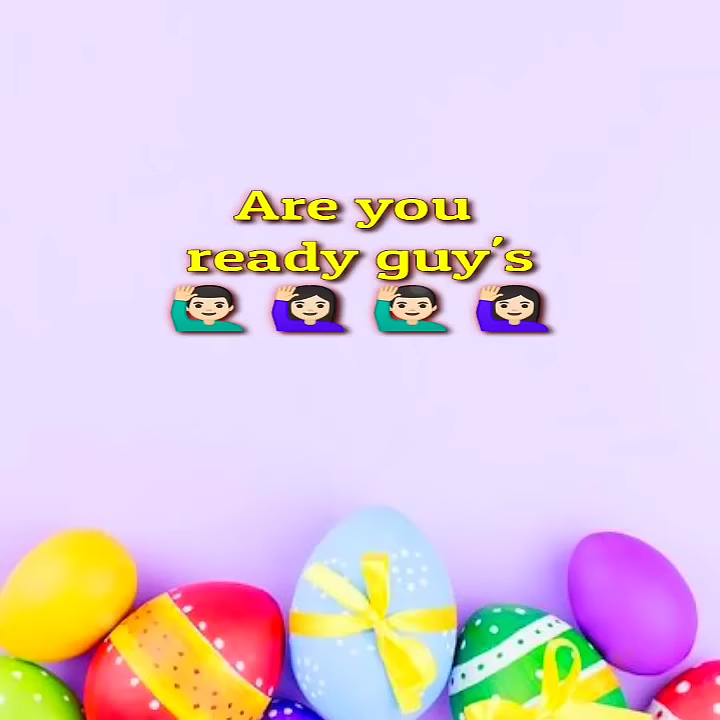 Are you
ready guy's
🙋🏻‍♂️ 🙋🏻‍♀️ 🙋🏻‍♂️ 🙋🏻‍♀️